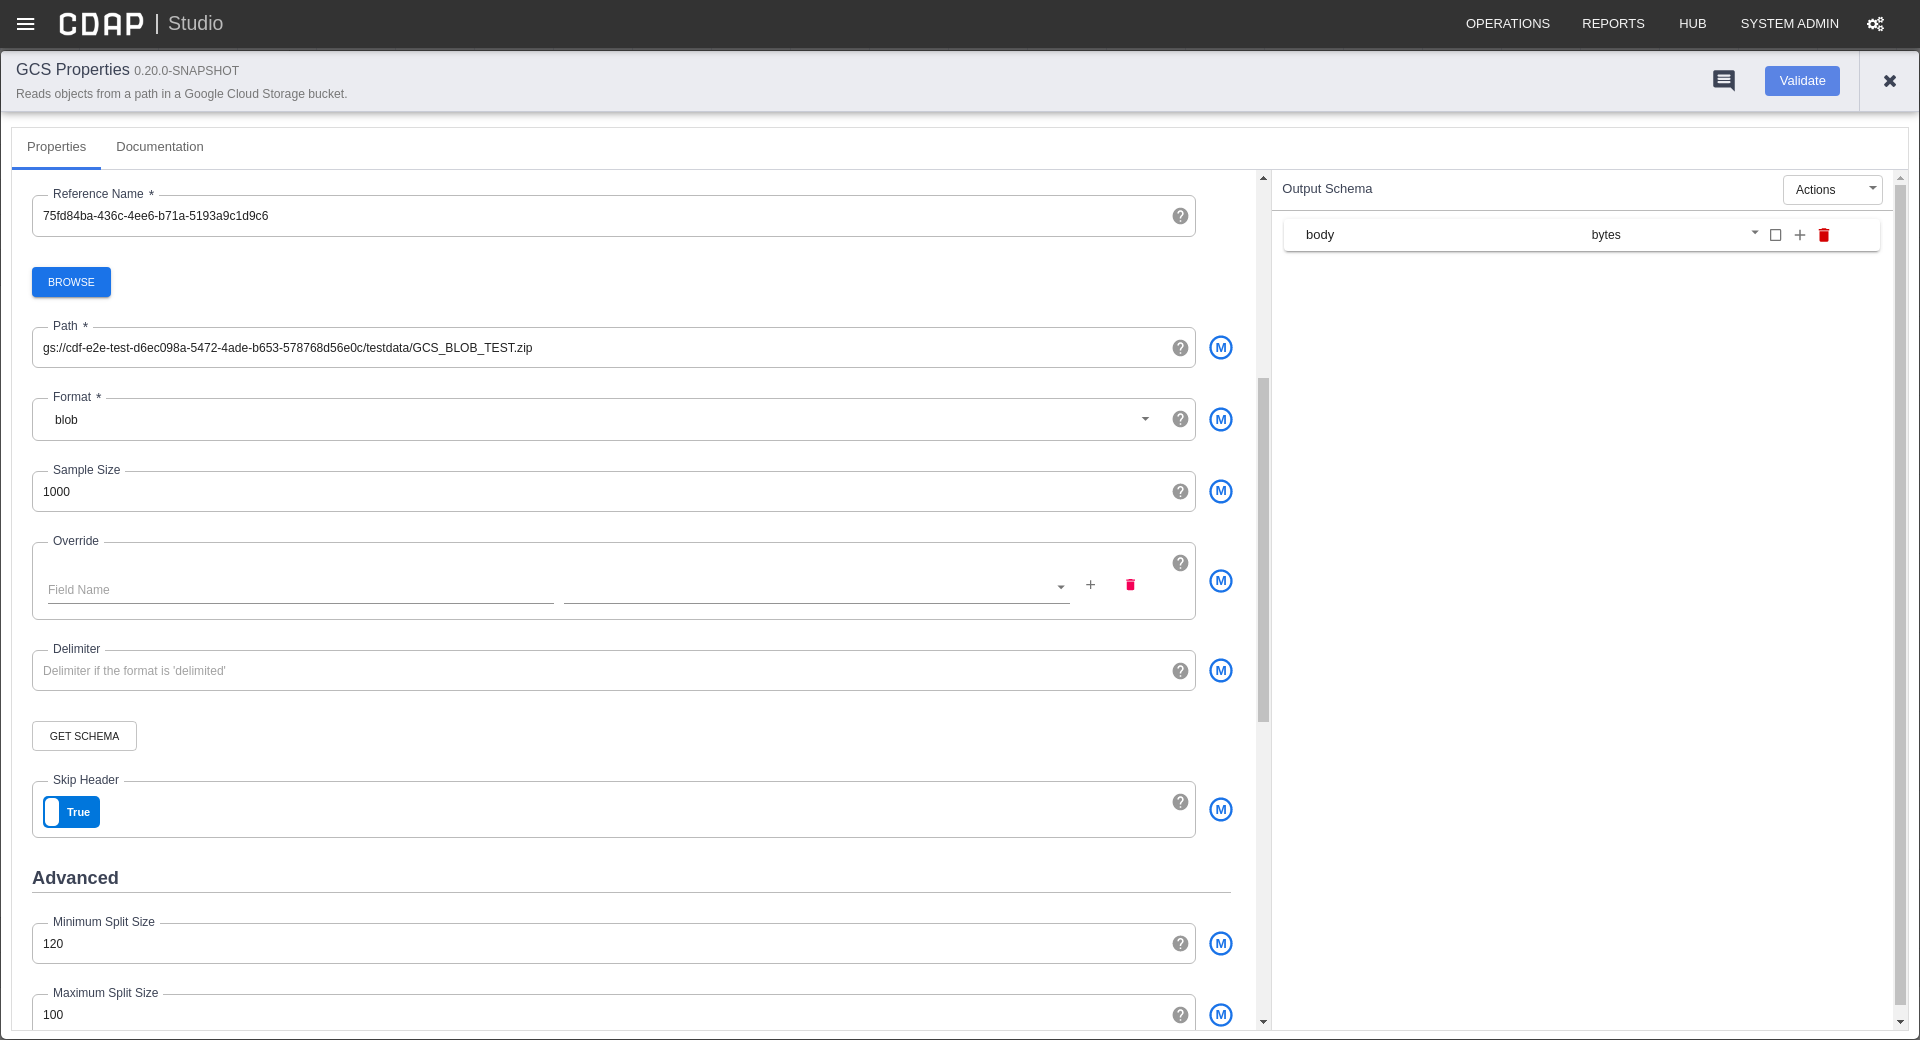 CDAP | Studio OPERATIONS REPORTS HUB SYSTEM ADMIN
GCS Properties 0.20.0-SNAPSHOT
Reads objects from a path in a Google Cloud Storage bucket.
Validate
Properties Documentation
Reference Name *
75fd84ba-436c-4ee6-b71a-5193a9c1d9c6
BROWSE
Path *
gs://cdf-e2e-test-d6ec098a-5472-4ade-b653-578768d56e0c/testdata/GCS_BLOB_TEST.zip
M
Format *
blob
M
Sample Size
1000
M
Override
Field Name
M
Delimiter
Delimiter if the format is 'delimited'
M
GET SCHEMA
Skip Header
True
M
Advanced
Minimum Split Size
120
M
Maximum Split Size
100
M
Output Schema
Actions
body bytes